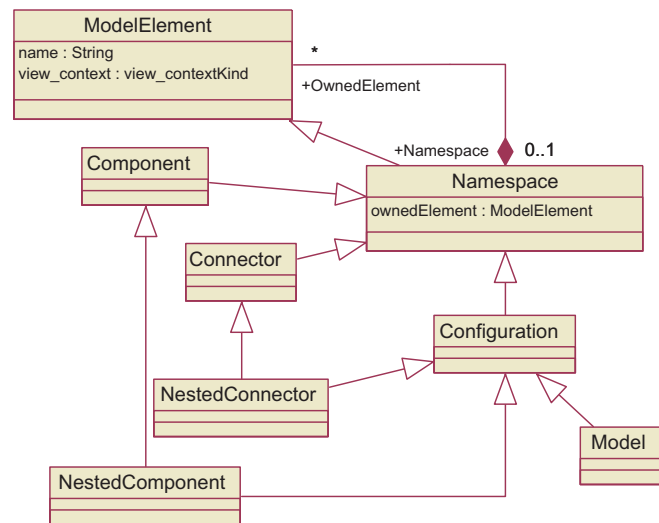 ModelElement
name : String
view_context : view_contextKind
*
+OwnedElement
+Namespace
0..1
Component
Namespace
ownedElement : ModelElement
Connector
Configuration
NestedConnector
Model
NestedComponent